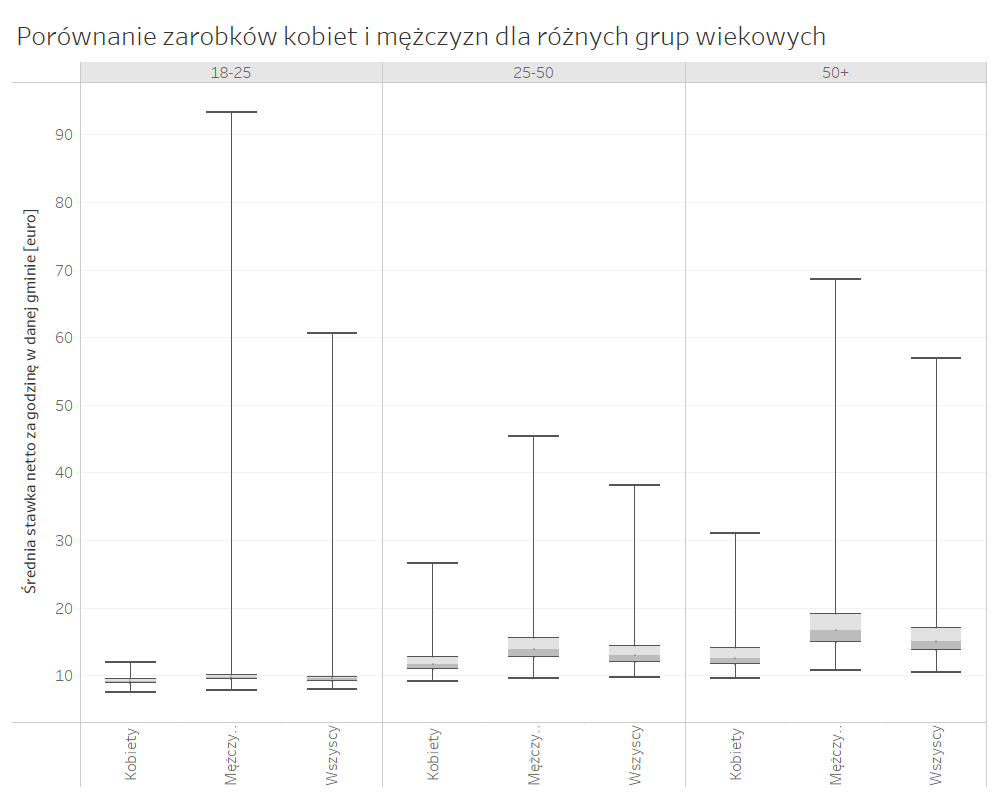 Porównanie zarobków kobiet i mężczyzn dla różnych grup wiekowych
18-25 25-50 50+
Średnia stawka netto za godzinę w danej gminie [euro]
90
80
70
60
50
40
30
20
10
Kobiety Mężczy.. Wszyscy Kobiety Mężczy.. Wszyscy Kobiety Mężczy.. Wszyscy